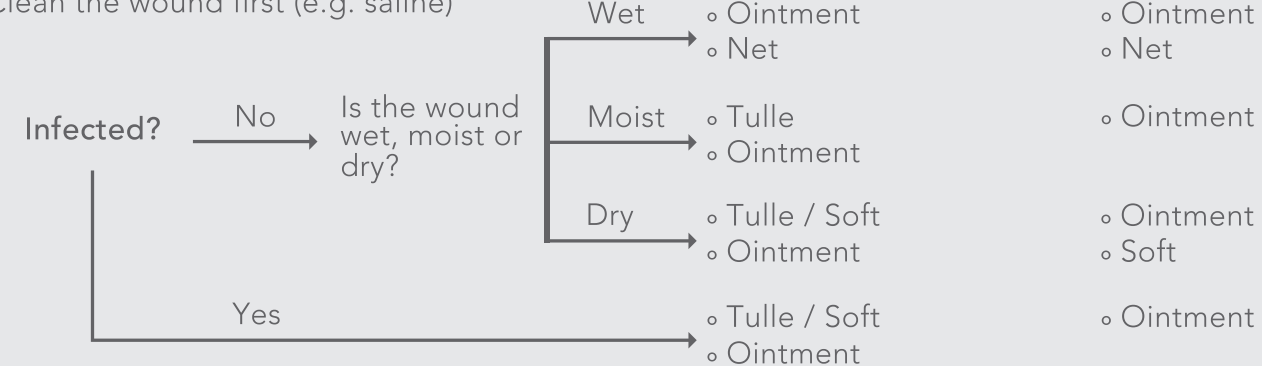 Clean the wound first (e.g. saline)
Wet
◦ Ointment
◦ Net
◦ Ointment
◦ Net
Infected?
No
Is the wound
wet, moist or
dry?
Moist
◦ Tulle
◦ Ointment
◦ Ointment
Dry
◦ Tulle / Soft
◦ Ointment
◦ Ointment
◦ Soft
Yes
◦ Tulle / Soft
◦ Ointment
◦ Ointment